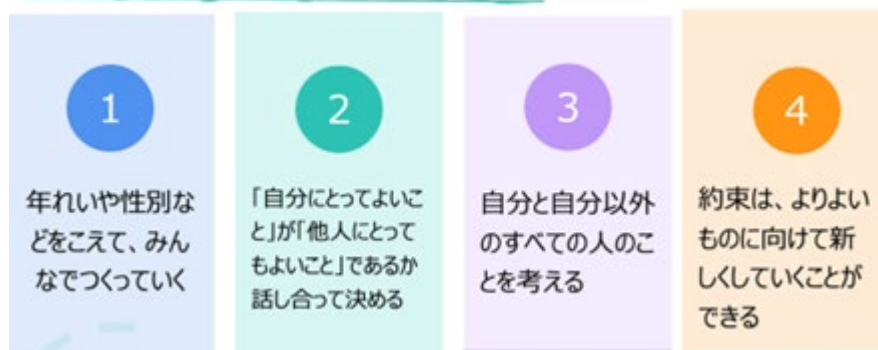 1
年れいや性別な
どをこえて、みん
なでつくっていく
2
「自分にとってよいこ
と」が「他人にとって
もよいこと」であるか
話し合って決める
3
自分と自分以外
のすべての人のこ
とを考える
4
約束は、よりよい
ものに向けて新
しくしていくことが
できる